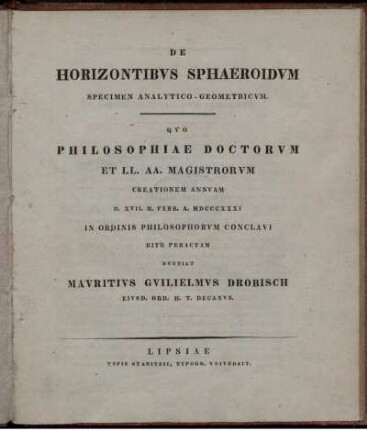 DE
HORIZONTIBVS SPHAEROIDVM
SPECIMEN ANALYTICO-GEOMETRICVM.
QVO
PHILOSOPHIAE DOCTORVM
ET LL. AA. MAGISTRORVM
CREATIONEM ANNVAM
D. XVII. M. FEBR. A. MDCCCXXXI
IN ORDINIS PHILOSOPHORVM CONCLAVI
RITE PERACTAM
NVNTIAT
MAVRITIVS GVILIELMVS DROBISCH
EIVSD. ORD. H. T. DECANVS.
LIPSIAE
TYPIS STARITZII, TYPOGR. VNIVERSIT.